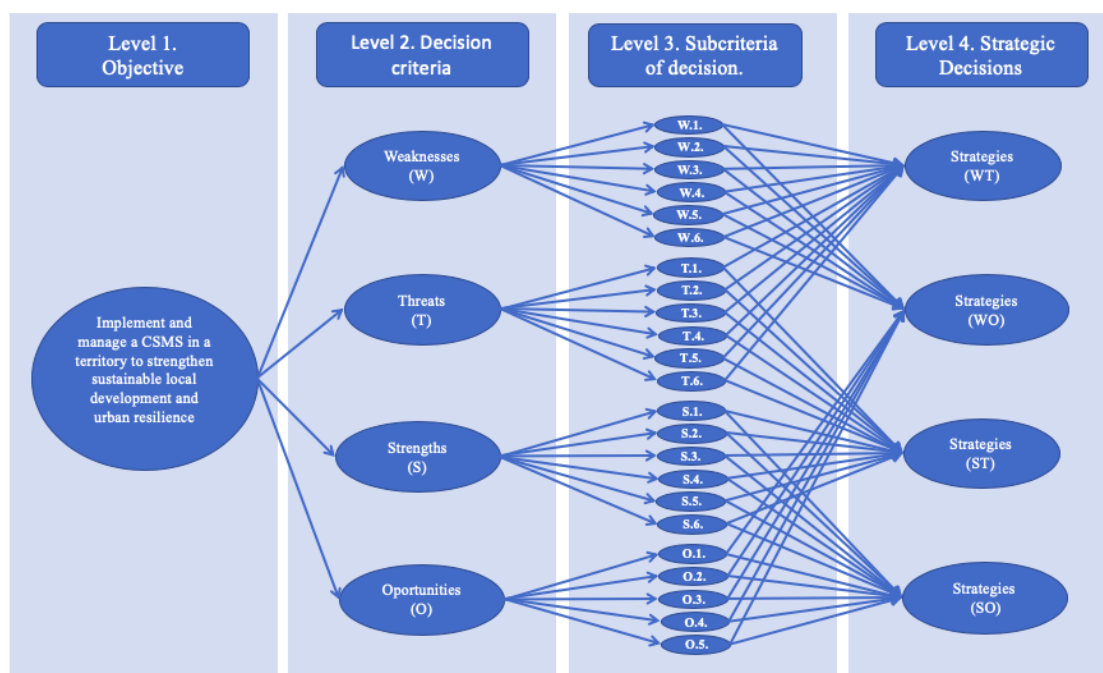 Level 1.
Objective
Level 2. Decision
criteria
Level 3. Subcriteria
of decision.
Level 4. Strategic
Decisions
Implement and
manage a CSMS in a
territory to strengthen
sustainable local
development and
urban resilience
Weaknesses
(W)
Threats
(T)
Strengths
(S)
Oportunities
(O)
W.1.
W.2.
W.3.
W.4.
W.5.
W.6.
T.1.
T.2.
T.3.
T.4.
T.5.
T.6.
S.1.
S.2.
S.3.
S.4.
S.5.
S.6.
O.1.
O.2.
O.3.
O.4.
O.5.
Strategies
(WT)
Strategies
(WO)
Strategies
(ST)
Strategies
(SO)